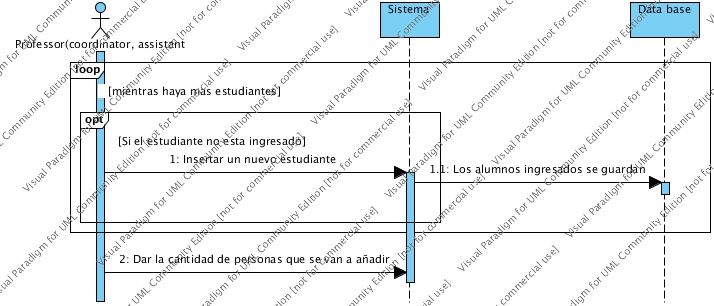 Sistema
Data base
Professor(coordinator, assistant
loop
[mientras haya mas estudiantes]
opt
[Si el estudiante no esta ingresado]
1: Insertar un nuevo estudiante
1.1: Los alumnos ingresados se guardan
2: Dar la cantidad de personas que se van a añadir
Visual Paradigm for UML Community Edition [not for commercial use]